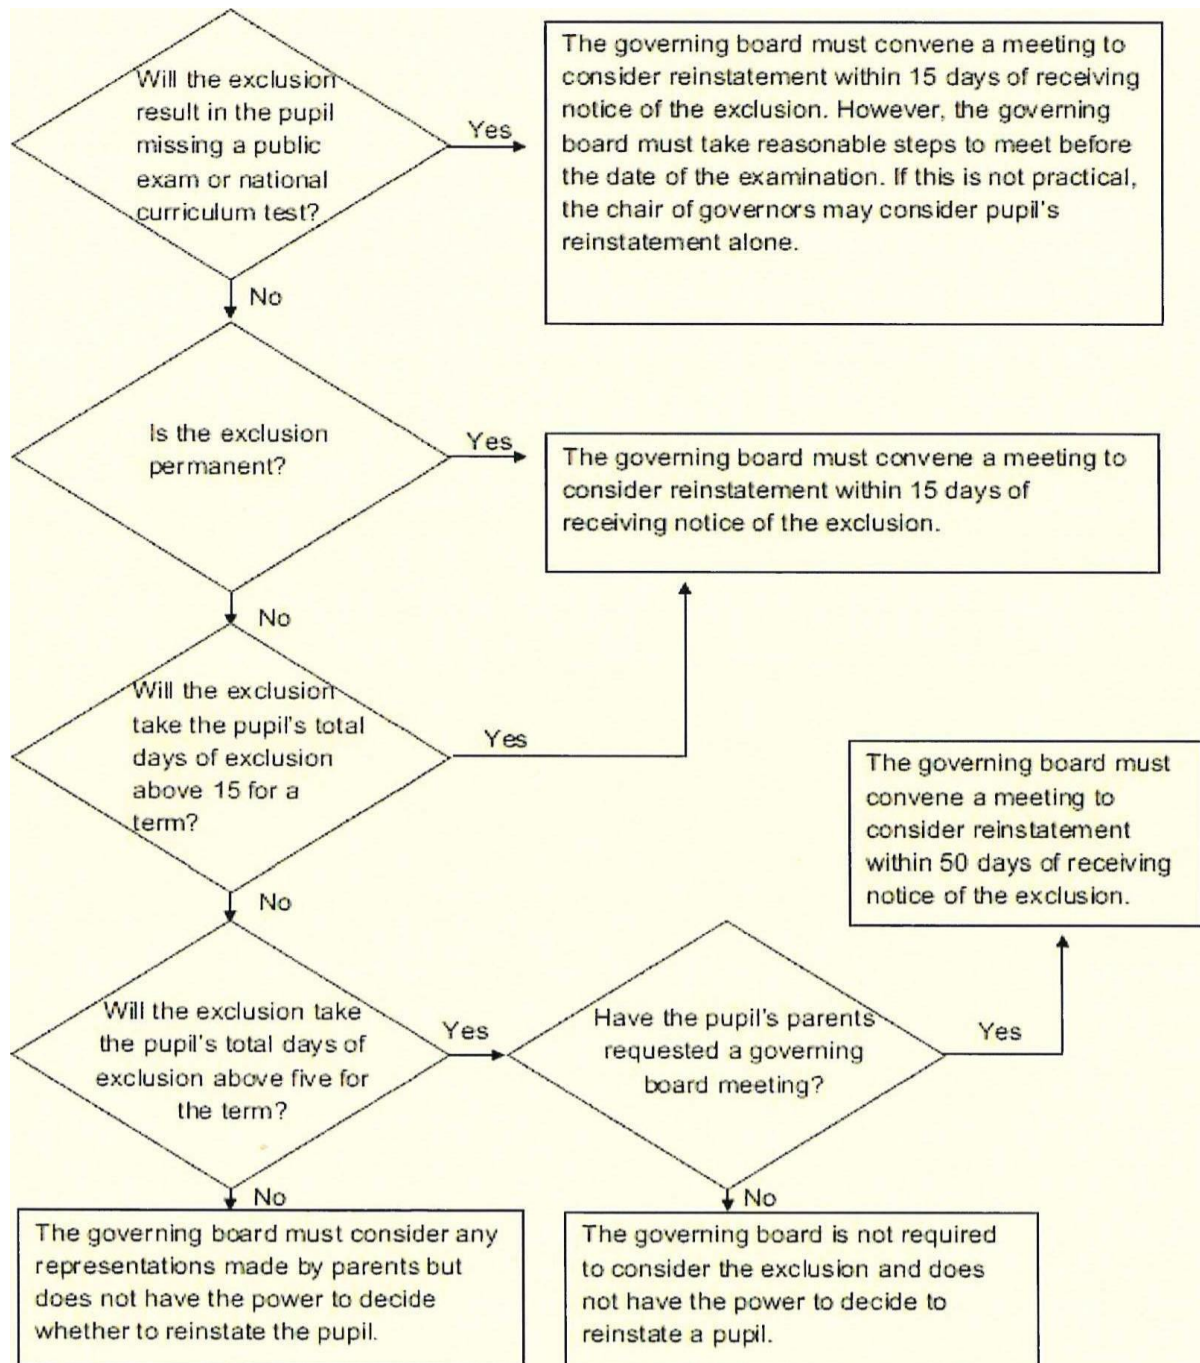 Will the exclusion
result in the pupil
missing a public
exam or national
curriculum test?
Yes
The governing board must convene a meeting to
consider reinstatement within 15 days of receiving
notice of the exclusion. However, the governing
board must take reasonable steps to meet before
the date of the examination. If this is not practical,
the chair of governors may consider pupil's
reinstatement alone.
No
Is the exclusion
permanent?
Yes
The governing board must convene a meeting to
consider reinstatement within 15 days of
receiving notice of the exclusion.
No
Will the exclusion
take the pupil's total
days of exclusion
above 15 for a
term?
Yes
The governing board must
convene a meeting to
consider reinstatement
within 50 days of receiving
notice of the exclusion.
No
Will the exclusion take
the pupil's total days of
exclusion above five for
the term?
Yes
Have the pupil's parents
requested a governing
board meeting?
Yes
No
The governing board must consider any
representations made by parents but
does not have the power to decide
whether to reinstate the pupil.
No
The governing board is not required
to consider the exclusion and does
not have the power to decide to
reinstate a pupil.